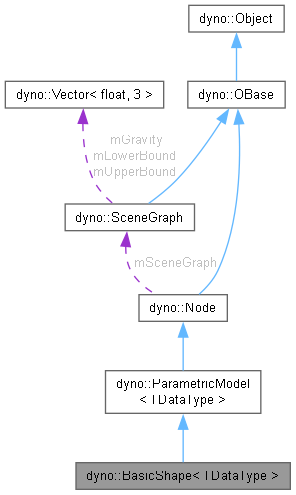 dyno::Object
dyno::Vector< float, 3 >
dyno::OBase
mGravity
mLowerBound
mUpperBound
dyno::SceneGraph
mSceneGraph
dyno::Node
dyno::ParametricModel
< TDataType >
dyno::BasicShape< TDataType >